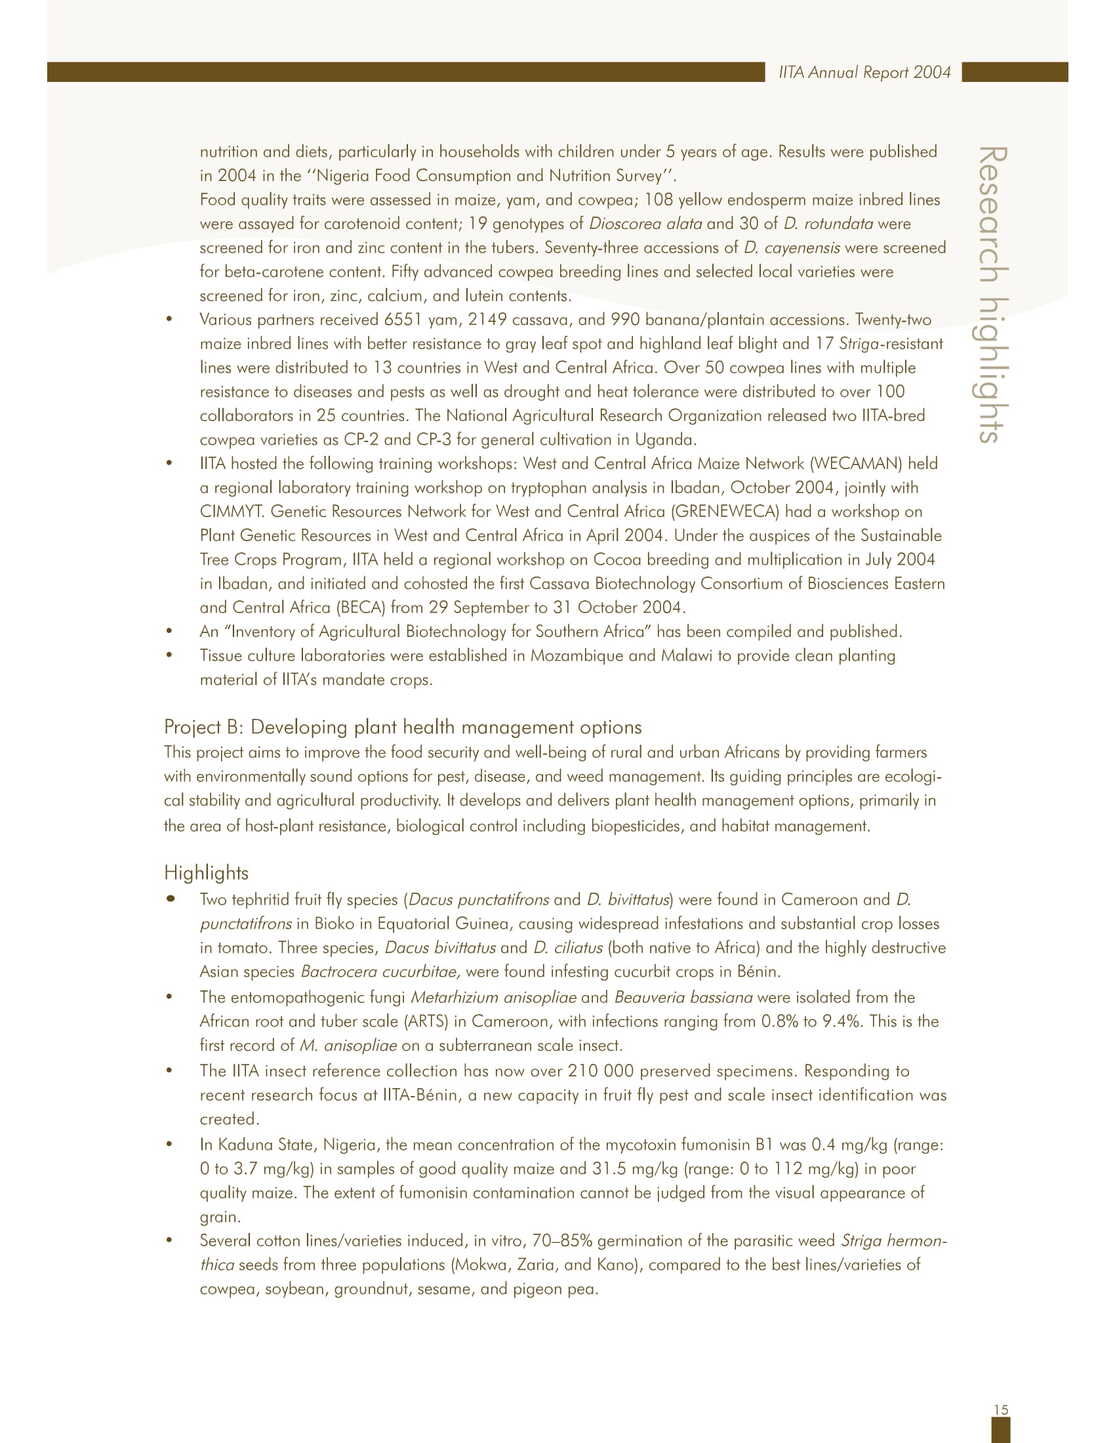 IITA Annual Report 2004
Research highlights
nutrition and diets, particularly in households with children under 5 years of age. Results were published
in 2004 in the ‘‘Nigeria Food Consumption and Nutrition Survey’’.
Food quality traits were assessed in maize, yam, and cowpea; 108 yellow endosperm maize inbred lines
were assayed for carotenoid content; 19 genotypes of Dioscorea alata and 30 of D. rotundata were
screened for iron and zinc content in the tubers. Seventy-three accessions of D. cayenensis were screened
for beta-carotene content. Fifty advanced cowpea breeding lines and selected local varieties were
screened for iron, zinc, calcium, and lutein contents.
• Various partners received 6551 yam, 2149 cassava, and 990 banana/plantain accessions. Twenty-two
maize inbred lines with better resistance to gray leaf spot and highland leaf blight and 17 Striga-resistant
lines were distributed to 13 countries in West and Central Africa. Over 50 cowpea lines with multiple
resistance to diseases and pests as well as drought and heat tolerance were distributed to over 100
collaborators in 25 countries. The National Agricultural Research Organization released two IITA-bred
cowpea varieties as CP-2 and CP-3 for general cultivation in Uganda.
• IITA hosted the following training workshops: West and Central Africa Maize Network (WECAMAN) held
a regional laboratory training workshop on tryptophan analysis in Ibadan, October 2004, jointly with
CIMMYT. Genetic Resources Network for West and Central Africa (GRENEWECA) had a workshop on
Plant Genetic Resources in West and Central Africa in April 2004. Under the auspices of the Sustainable
Tree Crops Program, IITA held a regional workshop on Cocoa breeding and multiplication in July 2004
in Ibadan, and initiated and cohosted the first Cassava Biotechnology Consortium of Biosciences Eastern
and Central Africa (BECA) from 29 September to 31 October 2004.
• An “Inventory of Agricultural Biotechnology for Southern Africa” has been compiled and published.
• Tissue culture laboratories were established in Mozambique and Malawi to provide clean planting
material of IITA’s mandate crops.
Project B: Developing plant health management options
This project aims to improve the food security and well-being of rural and urban Africans by providing farmers
with environmentally sound options for pest, disease, and weed management. Its guiding principles are ecologi-
cal stability and agricultural productivity. It develops and delivers plant health management options, primarily in
the area of host-plant resistance, biological control including biopesticides, and habitat management.
Highlights
• Two tephritid fruit fly species (Dacus punctatifrons and D. bivittatus) were found in Cameroon and D.
punctatifrons in Bioko in Equatorial Guinea, causing widespread infestations and substantial crop losses
in tomato. Three species, Dacus bivittatus and D. ciliatus (both native to Africa) and the highly destructive
Asian species Bactrocera cucurbitae, were found infesting cucurbit crops in Bénin.
• The entomopathogenic fungi Metarhizium anisopliae and Beauveria bassiana were isolated from the
African root and tuber scale (ARTS) in Cameroon, with infections ranging from 0.8% to 9.4%. This is the
first record of M. anisopliae on a subterranean scale insect.
• The IITA insect reference collection has now over 210 000 preserved specimens. Responding to
recent research focus at IITA-Bénin, a new capacity in fruit fly pest and scale insect identification was
created.
• In Kaduna State, Nigeria, the mean concentration of the mycotoxin fumonisin B1 was 0.4 mg/kg (range:
0 to 3.7 mg/kg) in samples of good quality maize and 31.5 mg/kg (range: 0 to 112 mg/kg) in poor
quality maize. The extent of fumonisin contamination cannot be judged from the visual appearance of
grain.
• Several cotton lines/varieties induced, in vitro, 70–85% germination of the parasitic weed Striga hermon-
thica seeds from three populations (Mokwa, Zaria, and Kano), compared to the best lines/varieties of
cowpea, soybean, groundnut, sesame, and pigeon pea.
15